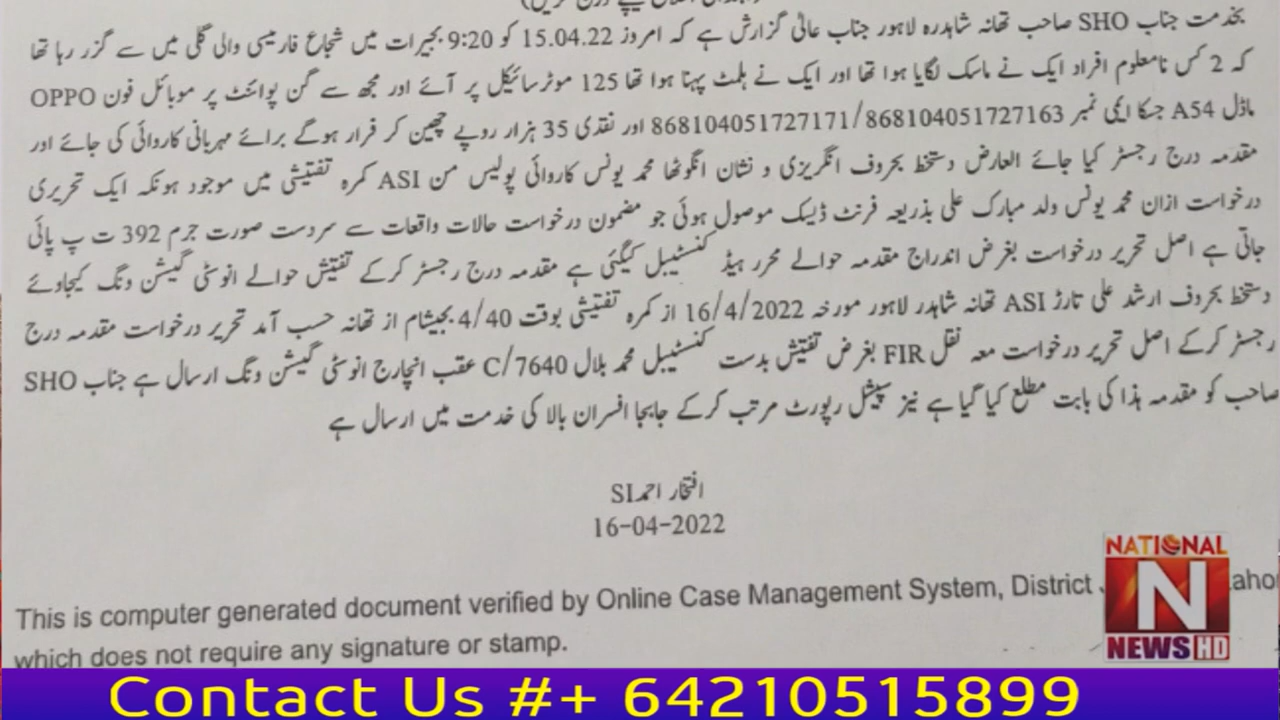 بخدمت جناب SHO صاحب تھانہ شاہدرہ لاہور جناب عالی گزارش ہے کہ امروز 15.04.22 کو 9:20 بجیرات میں شجاع فارمیسی والی گلی میں سے گزر رہا تھا
کہ 2 کس نامعلوم افراد ایک نے ماسک لگایا ہوا تھا اور ایک نے ہلمٹ پہنا ہوا تھا 125 موٹرسائیکل پر آئے اور مجھ سے گن پوائنٹ پر موبائل فون OPPO
ماڈل A54 جسکا ایمی نمبر 868104051727171/868104051727163 اور نقدی 35 ہزار روپے چھین کر فرار ہوگے برائے مہربانی کاروائی کی جائے اور
مقدمہ درج رجسٹر کیا جائے العارض دستخط بحروف انگریزی و نشان انگوٹھا محمد یونس کاروائی پولیس من ASI کمرہ تفتیشی میں موجود ہونکہ ایک تحریری
درخواست ازان محمد یونس ولد مبارک علی بذریعہ فرنٹ ڈیسک موصول ہوئی جو مضمون درخواست حالات واقعات سے سردست صورت جرم 392 ت پ پائی
جاتی ہے اصل تحریر درخواست بغرض اندراج مقدمہ حوالے محرر ہیڈ کنسٹیبل کیگئی ہے مقدمہ درج رجسٹر کرکے تفتیش حوالے انوسٹی گیشن ونگ کیجاوئے
دستخط بحروف ارشد علی تارڑ ASI تھانہ شاہدر لاہور مورخہ 16/4/2022 از کمرہ تفتیشی بوقت 4/40 بجیشام از تھانہ حسب آمد تحریر درخواست مقدمہ درج
رجسٹر کرکے اصل تحریر درخواست معہ نقل FIR بغرض تفتیش بدست کنسٹیبل محمد بلال 7640/C عقب انچارج انوسٹی گیشن ونگ ارسال ہے جناب SHO
صاحب کو مقدمہ ہذا کی بابت مطلع کیا گیا ہے نیز سپیشل رپورٹ مرتب کرکے جابجا افسران بالا کی خدمت میں ارسال ہے
افتخار احمد SI
16-04-2022
This is computer generated document verified by Online Case Management System, District
which does not require any signature or stamp.
NATIONAL
N
NEWS HD
Contact Us #+ 64210515899